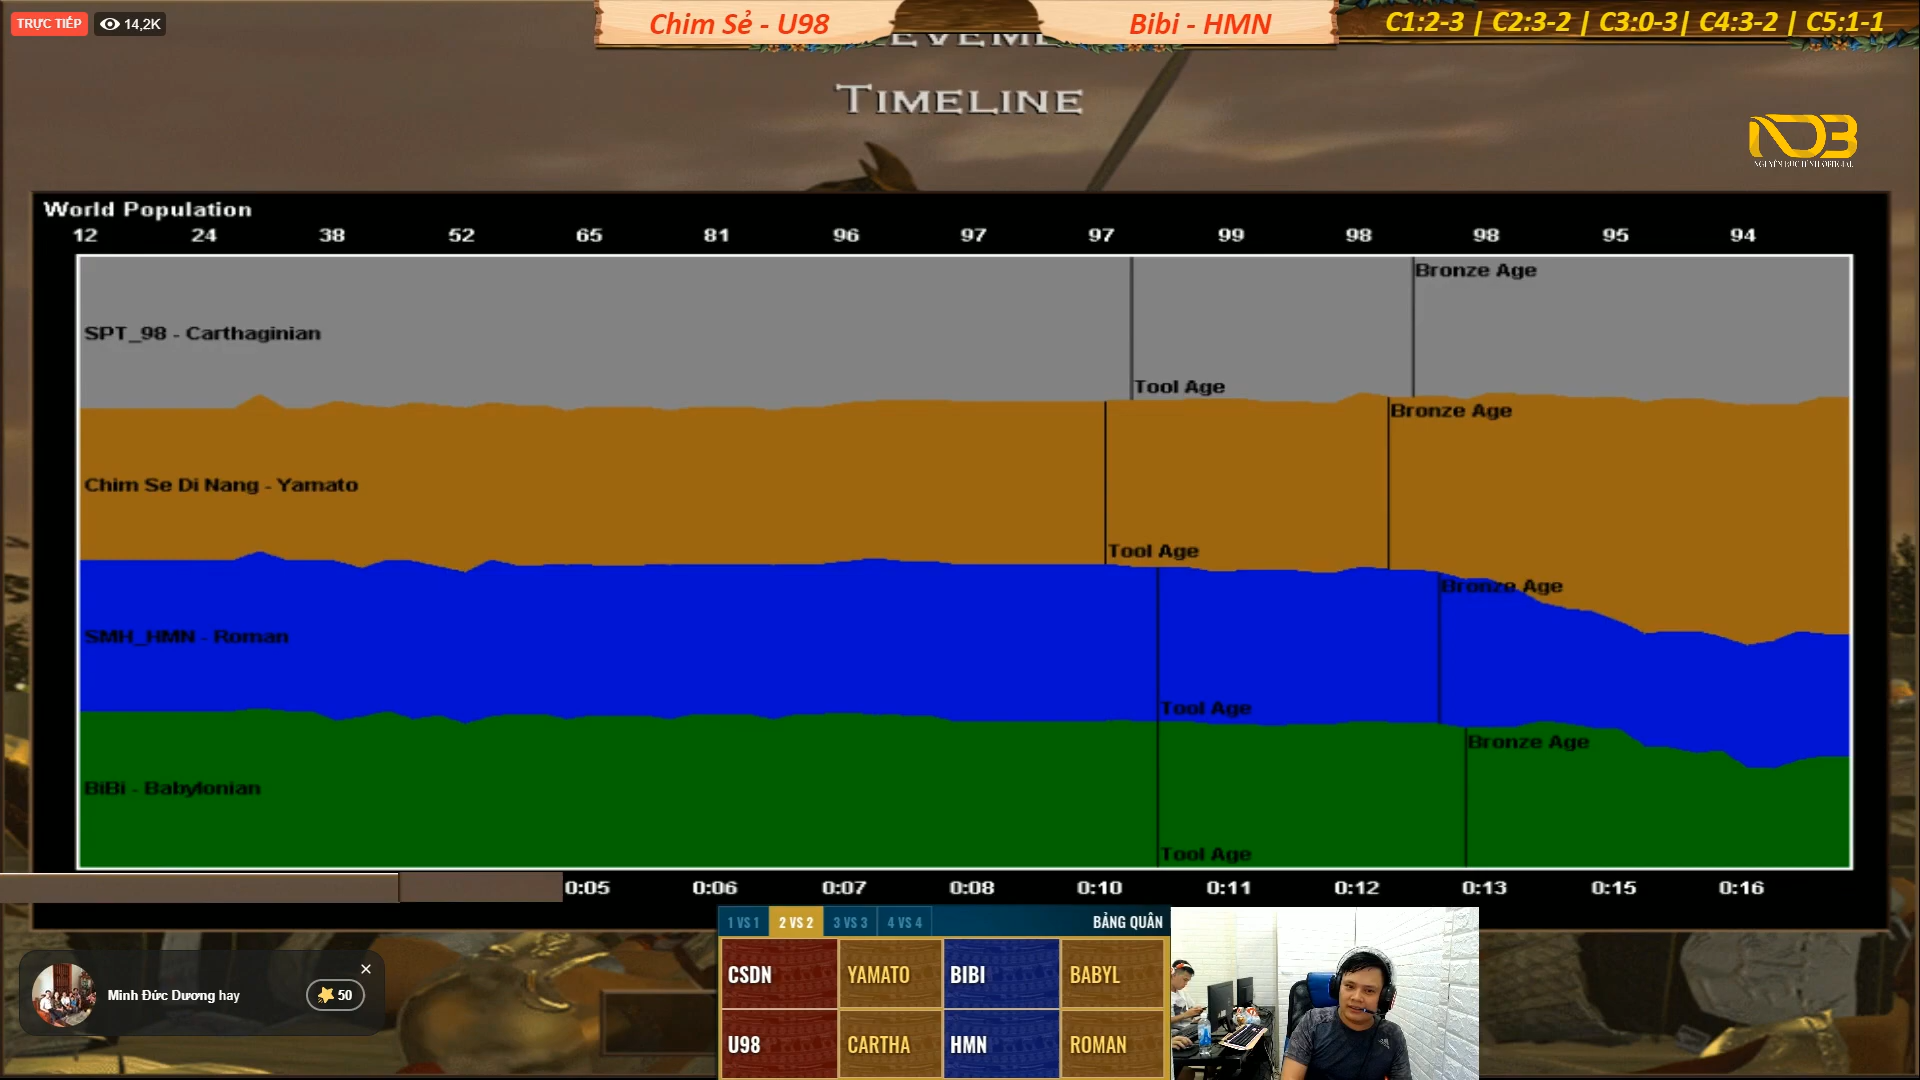 TRỰC TIẾP 14,2K
Chim Sẻ - U98
Bibi - HMN
C1:2-3 | C2:3-2 | C3:0-3| C4:3-2 | C5:1-1
Timeline
NDB
World Population
12 24 38 52 65 81 96 97 97 99 98 98 95 94
Bronze Age
SPT_98 - Carthaginian
Tool Age
Bronze Age
Chim Se Di Nang - Yamato
Tool Age
Bronze Age
SMH_HMN - Roman
Tool Age
Bronze Age
BiBi - Babylonian
Tool Age
0:05 0:06 0:07 0:08 0:10 0:11 0:12 0:13 0:15 0:16
1 VS 1 2 VS 2 3 VS 3 4 VS 4 BẢNG QUÂN
CSDN YAMATO BIBI BABYL
U98 CARTHA HMN ROMAN
Minh Đức Dương hay 50